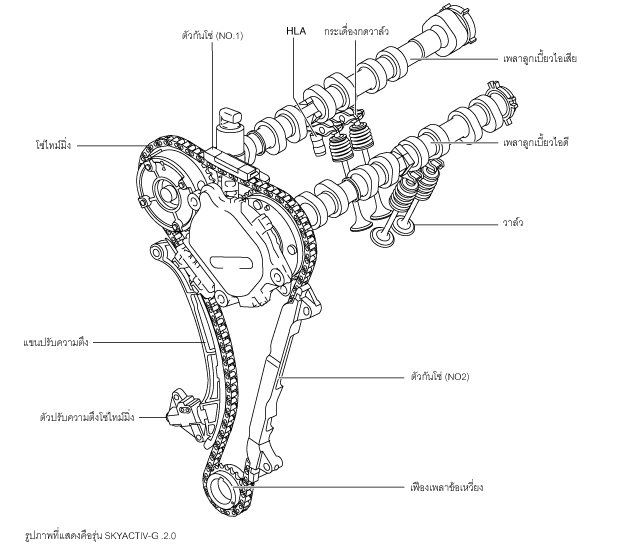 ตัวกันโซ่ (NO.1)
HLA
กระเดื่องกดวาล์ว
เพลาลูกเบี้ยวไอเสีย
โซ่ไทม์มิ่ง
เพลาลูกเบี้ยวไอดี
วาล์ว
แขนปรับความตึง
ตัวกันโซ่ (NO2)
ตัวปรับความตึงโซ่ไทม์มิ่ง
เฟืองเพลาข้อเหวี่ยง
รูปภาพที่แสดงคือรุ่น SKYACTIV-G .2.0